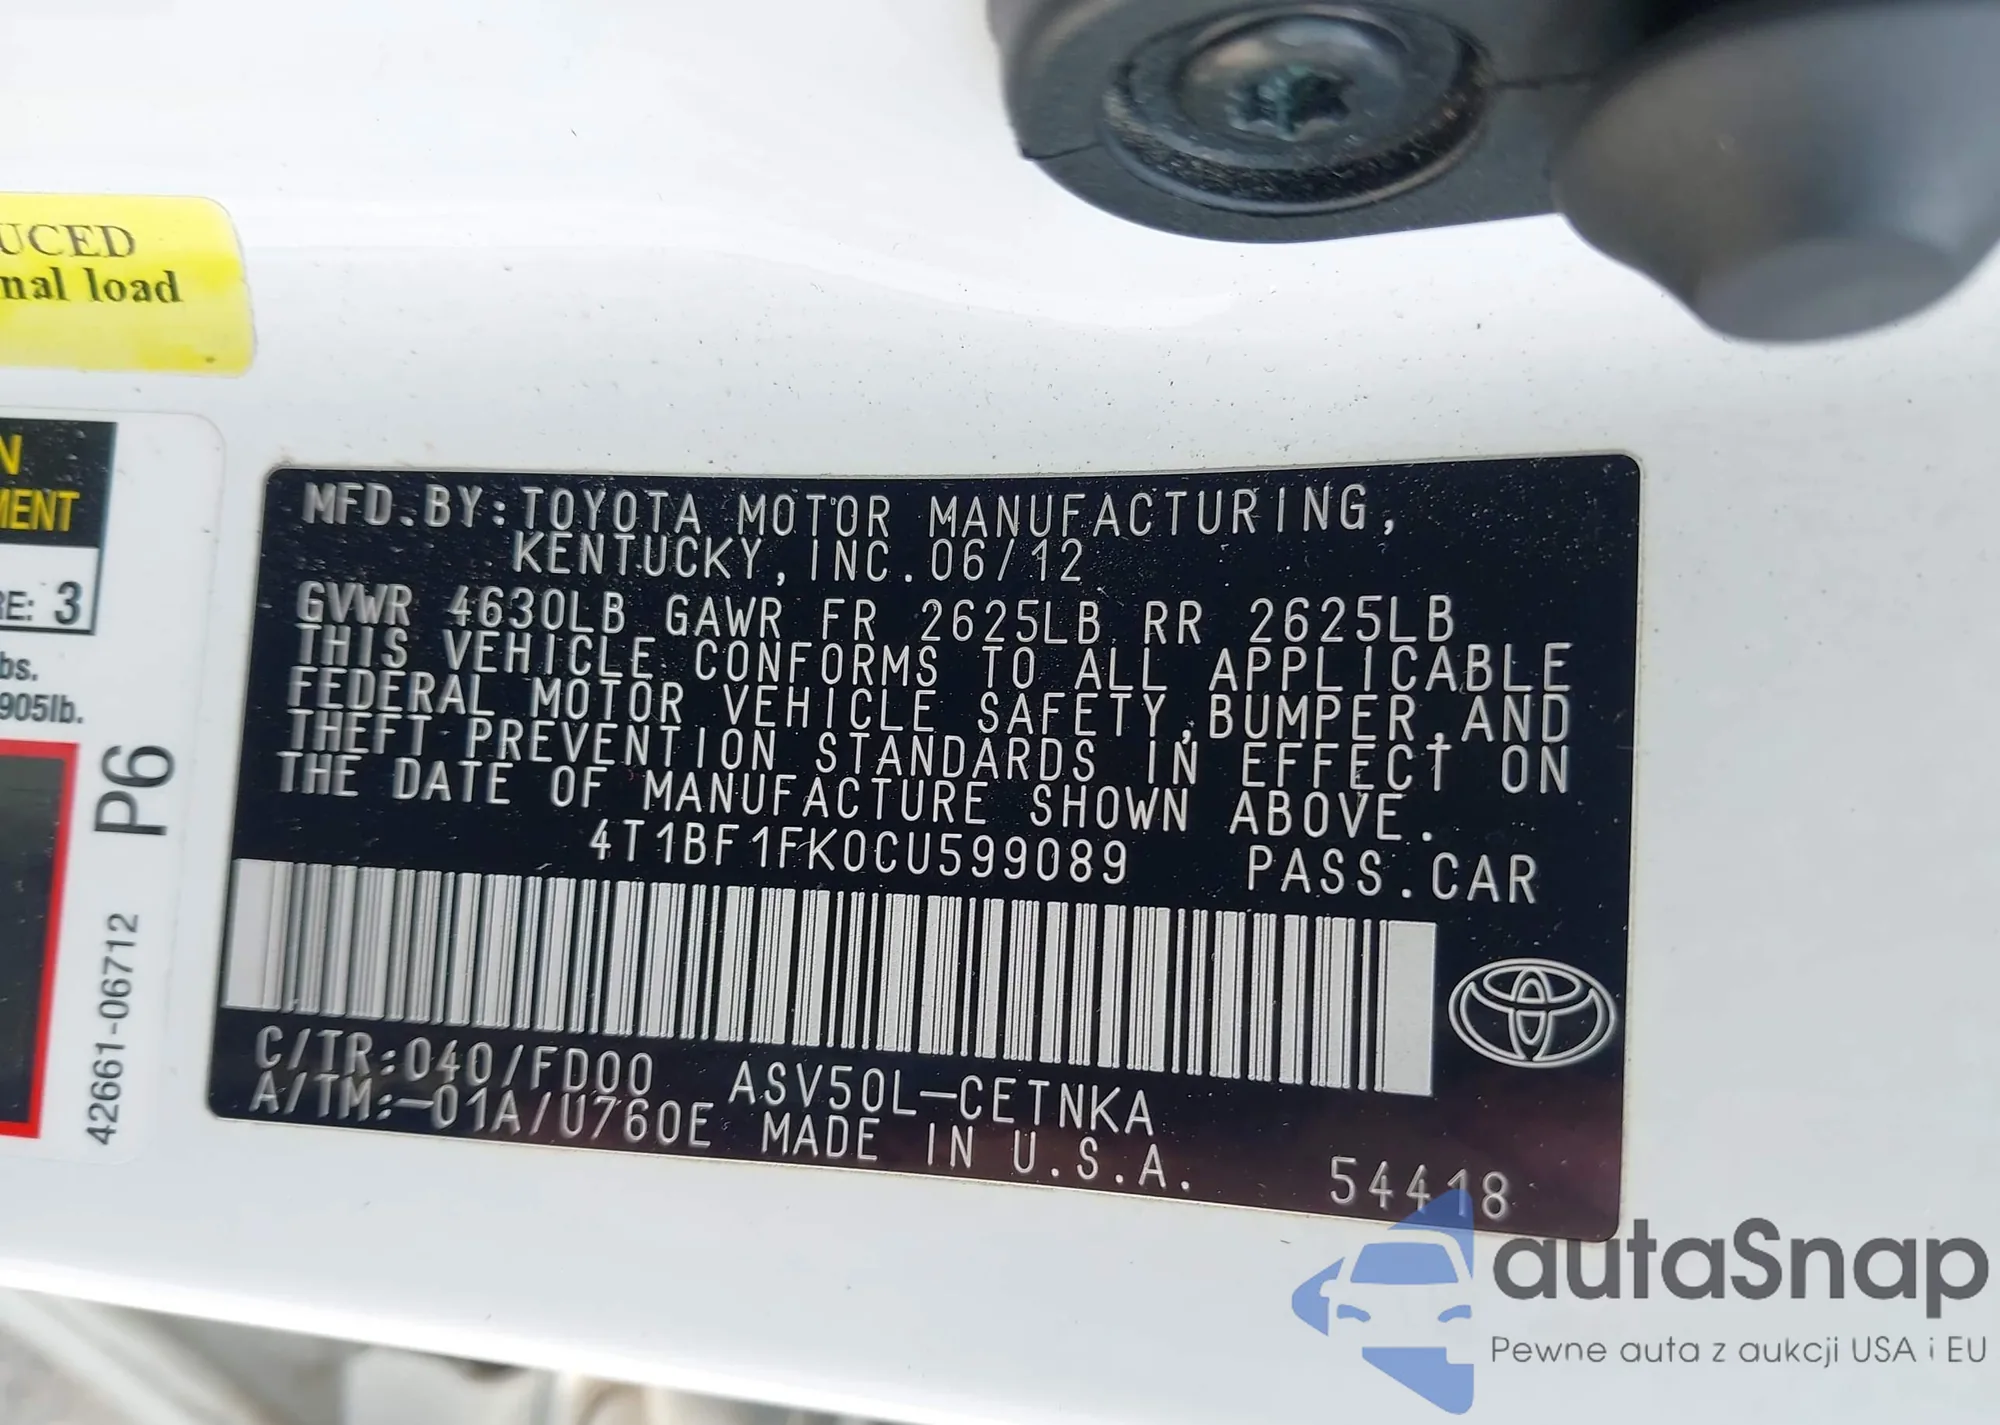 UCED
nal load
N
MENT
RE: 3
bs.
905lb.
P6
42661-06712
MFD.BY:TOYOTA MOTOR MANUFACTURING,
KENTUCKY,INC.06/12
GVWR 4630LB GAWR FR 2625LB RR 2625LB
THIS VEHICLE CONFORMS TO ALL APPLICABLE
FEDERAL MOTOR VEHICLE SAFETY,BUMPER,AND
THEFT PREVENTION STANDARDS IN EFFECT ON
THE DATE OF MANUFACTURE SHOWN ABOVE.
4T1BF1FK0CU599089 PASS.CAR
C/TR:040/FD00 ASV50L-CETNKA
A/TM:-01A/U760E MADE IN U.S.A.
54418
autaSnap
Pewne auta z aukcji USA i EU